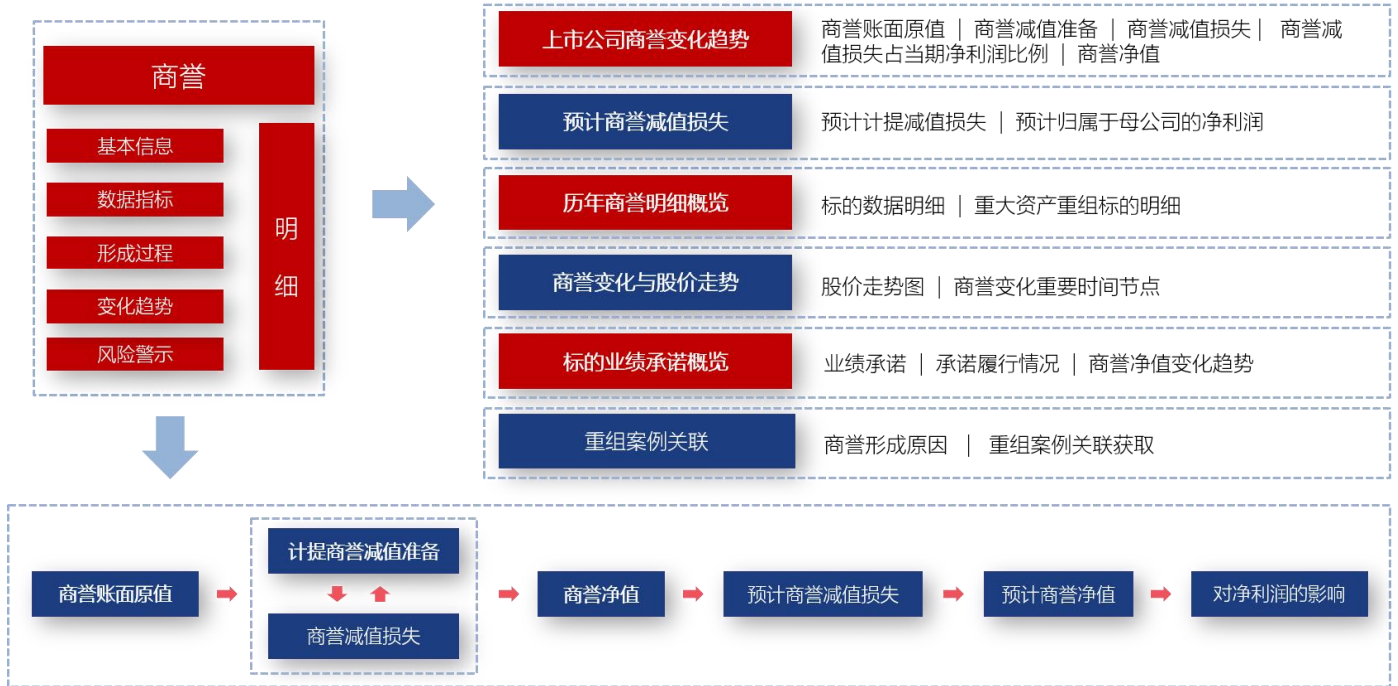 商誉
基本信息
数据指标
形成过程
变化趋势
风险警示
明
细
上市公司商誉变化趋势
商誉账面原值 | 商誉减值准备 | 商誉减值损失 | 商誉减
值损失占当期净利润比例 | 商誉净值
预计商誉减值损失
预计计提减值损失 | 预计归属于母公司的净利润
历年商誉明细概览
标的数据明细 | 重大资产重组标的明细
商誉变化与股价走势
股价走势图 | 商誉变化重要时间节点
标的业绩承诺概览
业绩承诺 | 承诺履行情况 | 商誉净值变化趋势
重组案例关联
商誉形成原因 | 重组案例关联获取
商誉账面原值
计提商誉减值准备
商誉减值损失
商誉净值
预计商誉减值损失
预计商誉净值
对净利润的影响